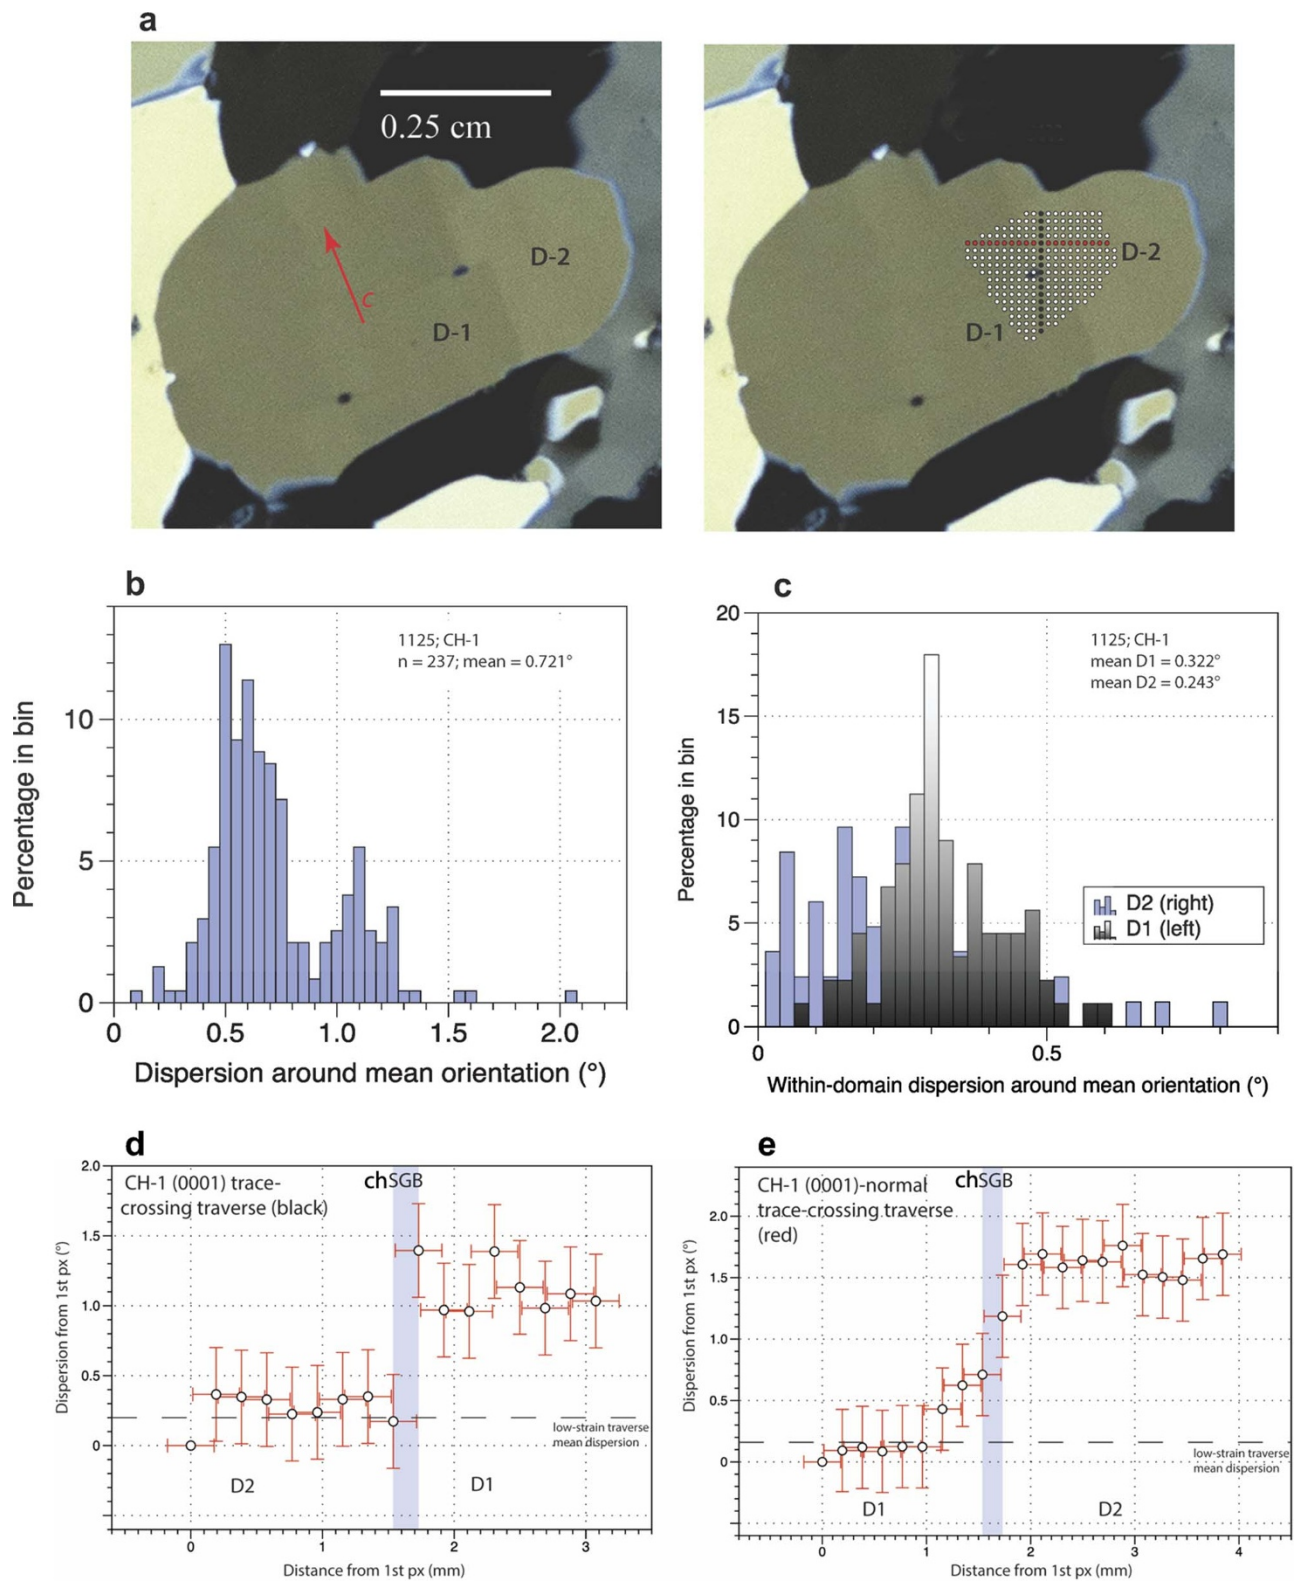 a
0.25 cm
c
D-1
D-2
D-1
D-2
b
1125; CH-1
n = 237; mean = 0.721°
Percentage in bin
10
5
0
0
0.5
1.0
1.5
2.0
Dispersion around mean orientation (°)
c
1125; CH-1
mean D1 = 0.322°
mean D2 = 0.243°
Percentage in bin
20
15
10
5
0
D2 (right)
D1 (left)
0
0.5
Within-domain dispersion around mean orientation (°)
d
chSGB
CH-1 (0001) trace-
crossing traverse (black)
Dispersion from 1st px (°)
2.0
1.5
1.0
0.5
0
low-strain traverse
mean dispersion
D2
D1
0
1
2
3
Distance from 1st px (mm)
e
chSGB
CH-1 (0001)-normal
trace-crossing traverse
(red)
Dispersion from 1st px (°)
2.0
1.5
1.0
0.5
0
low-strain traverse
mean dispersion
D1
D2
0
1
2
3
4
Distance from 1st px (mm)